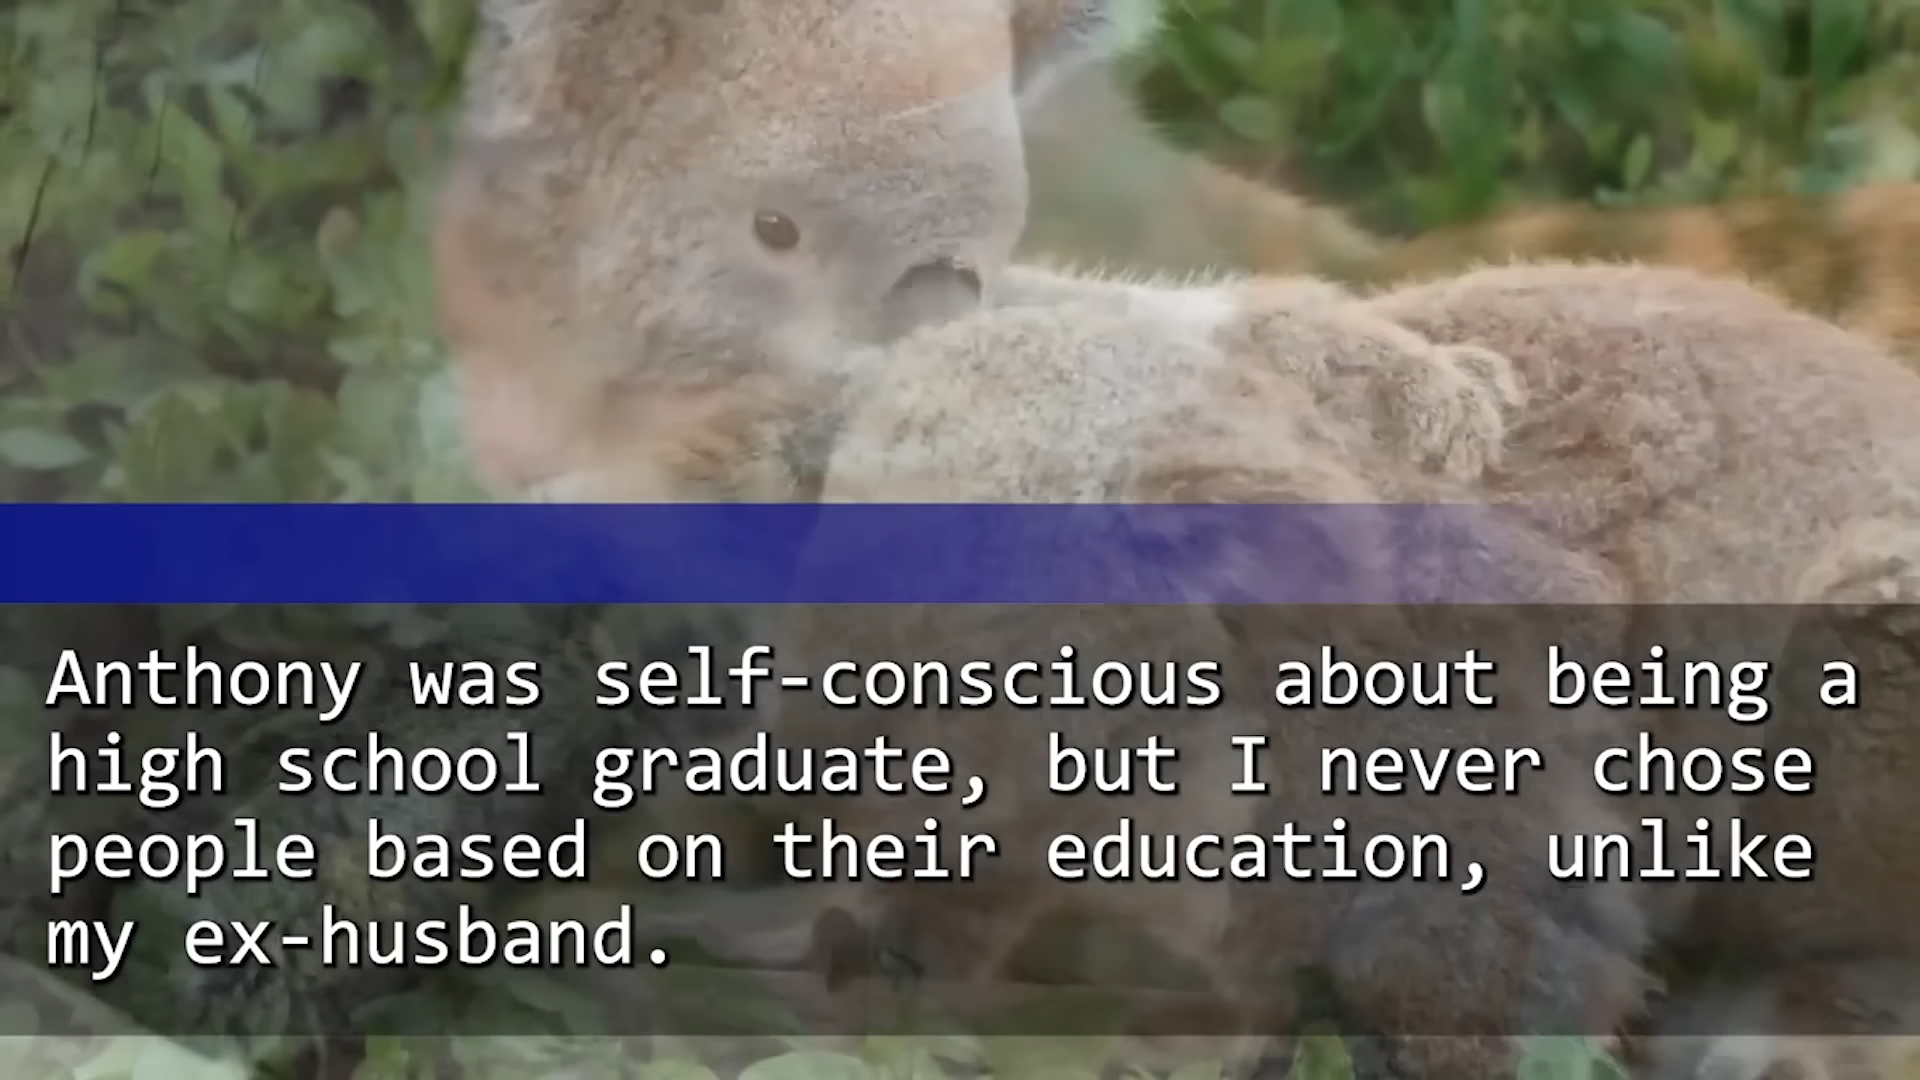 Anthony was self-conscious about being a
high school graduate, but I never chose
people based on their education, unlike
my ex-husband.